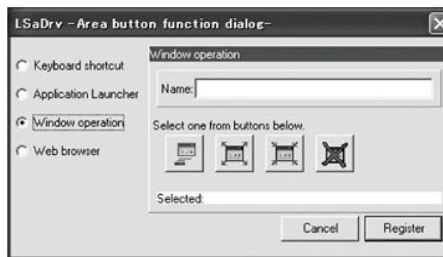 LSaDrv -Area button function dialog-
Keyboard shortcut
Application Launcher
Window operation
Web browser
Window operation
Name:
Select one from buttons below.
Selected:
Cancel
Register